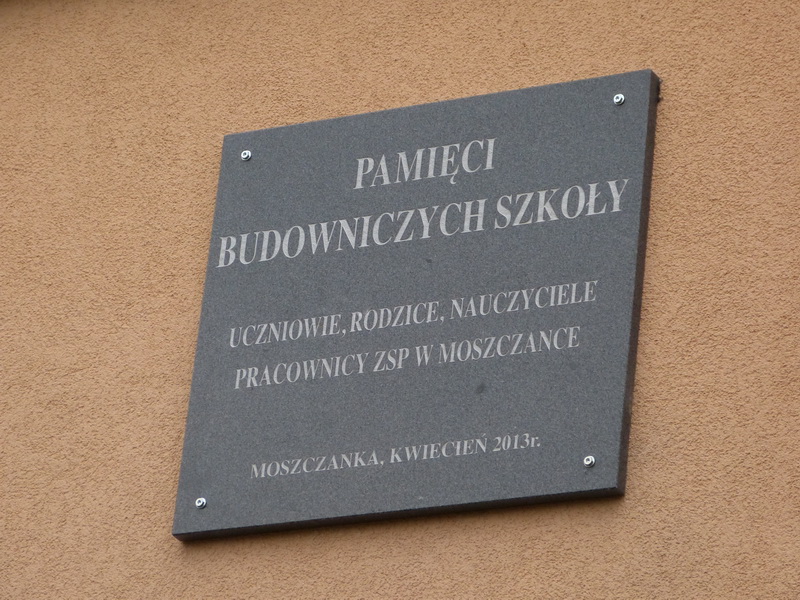 PAMIĘCI
BUDOWNICZYCH SZKOŁY
UCZNIOWIE, RODZICE, NAUCZYCIELE
PRACOWNICY ZSP W MOSZCZANCE
MOSZCZANKA, KWIECIEŃ 2013r.